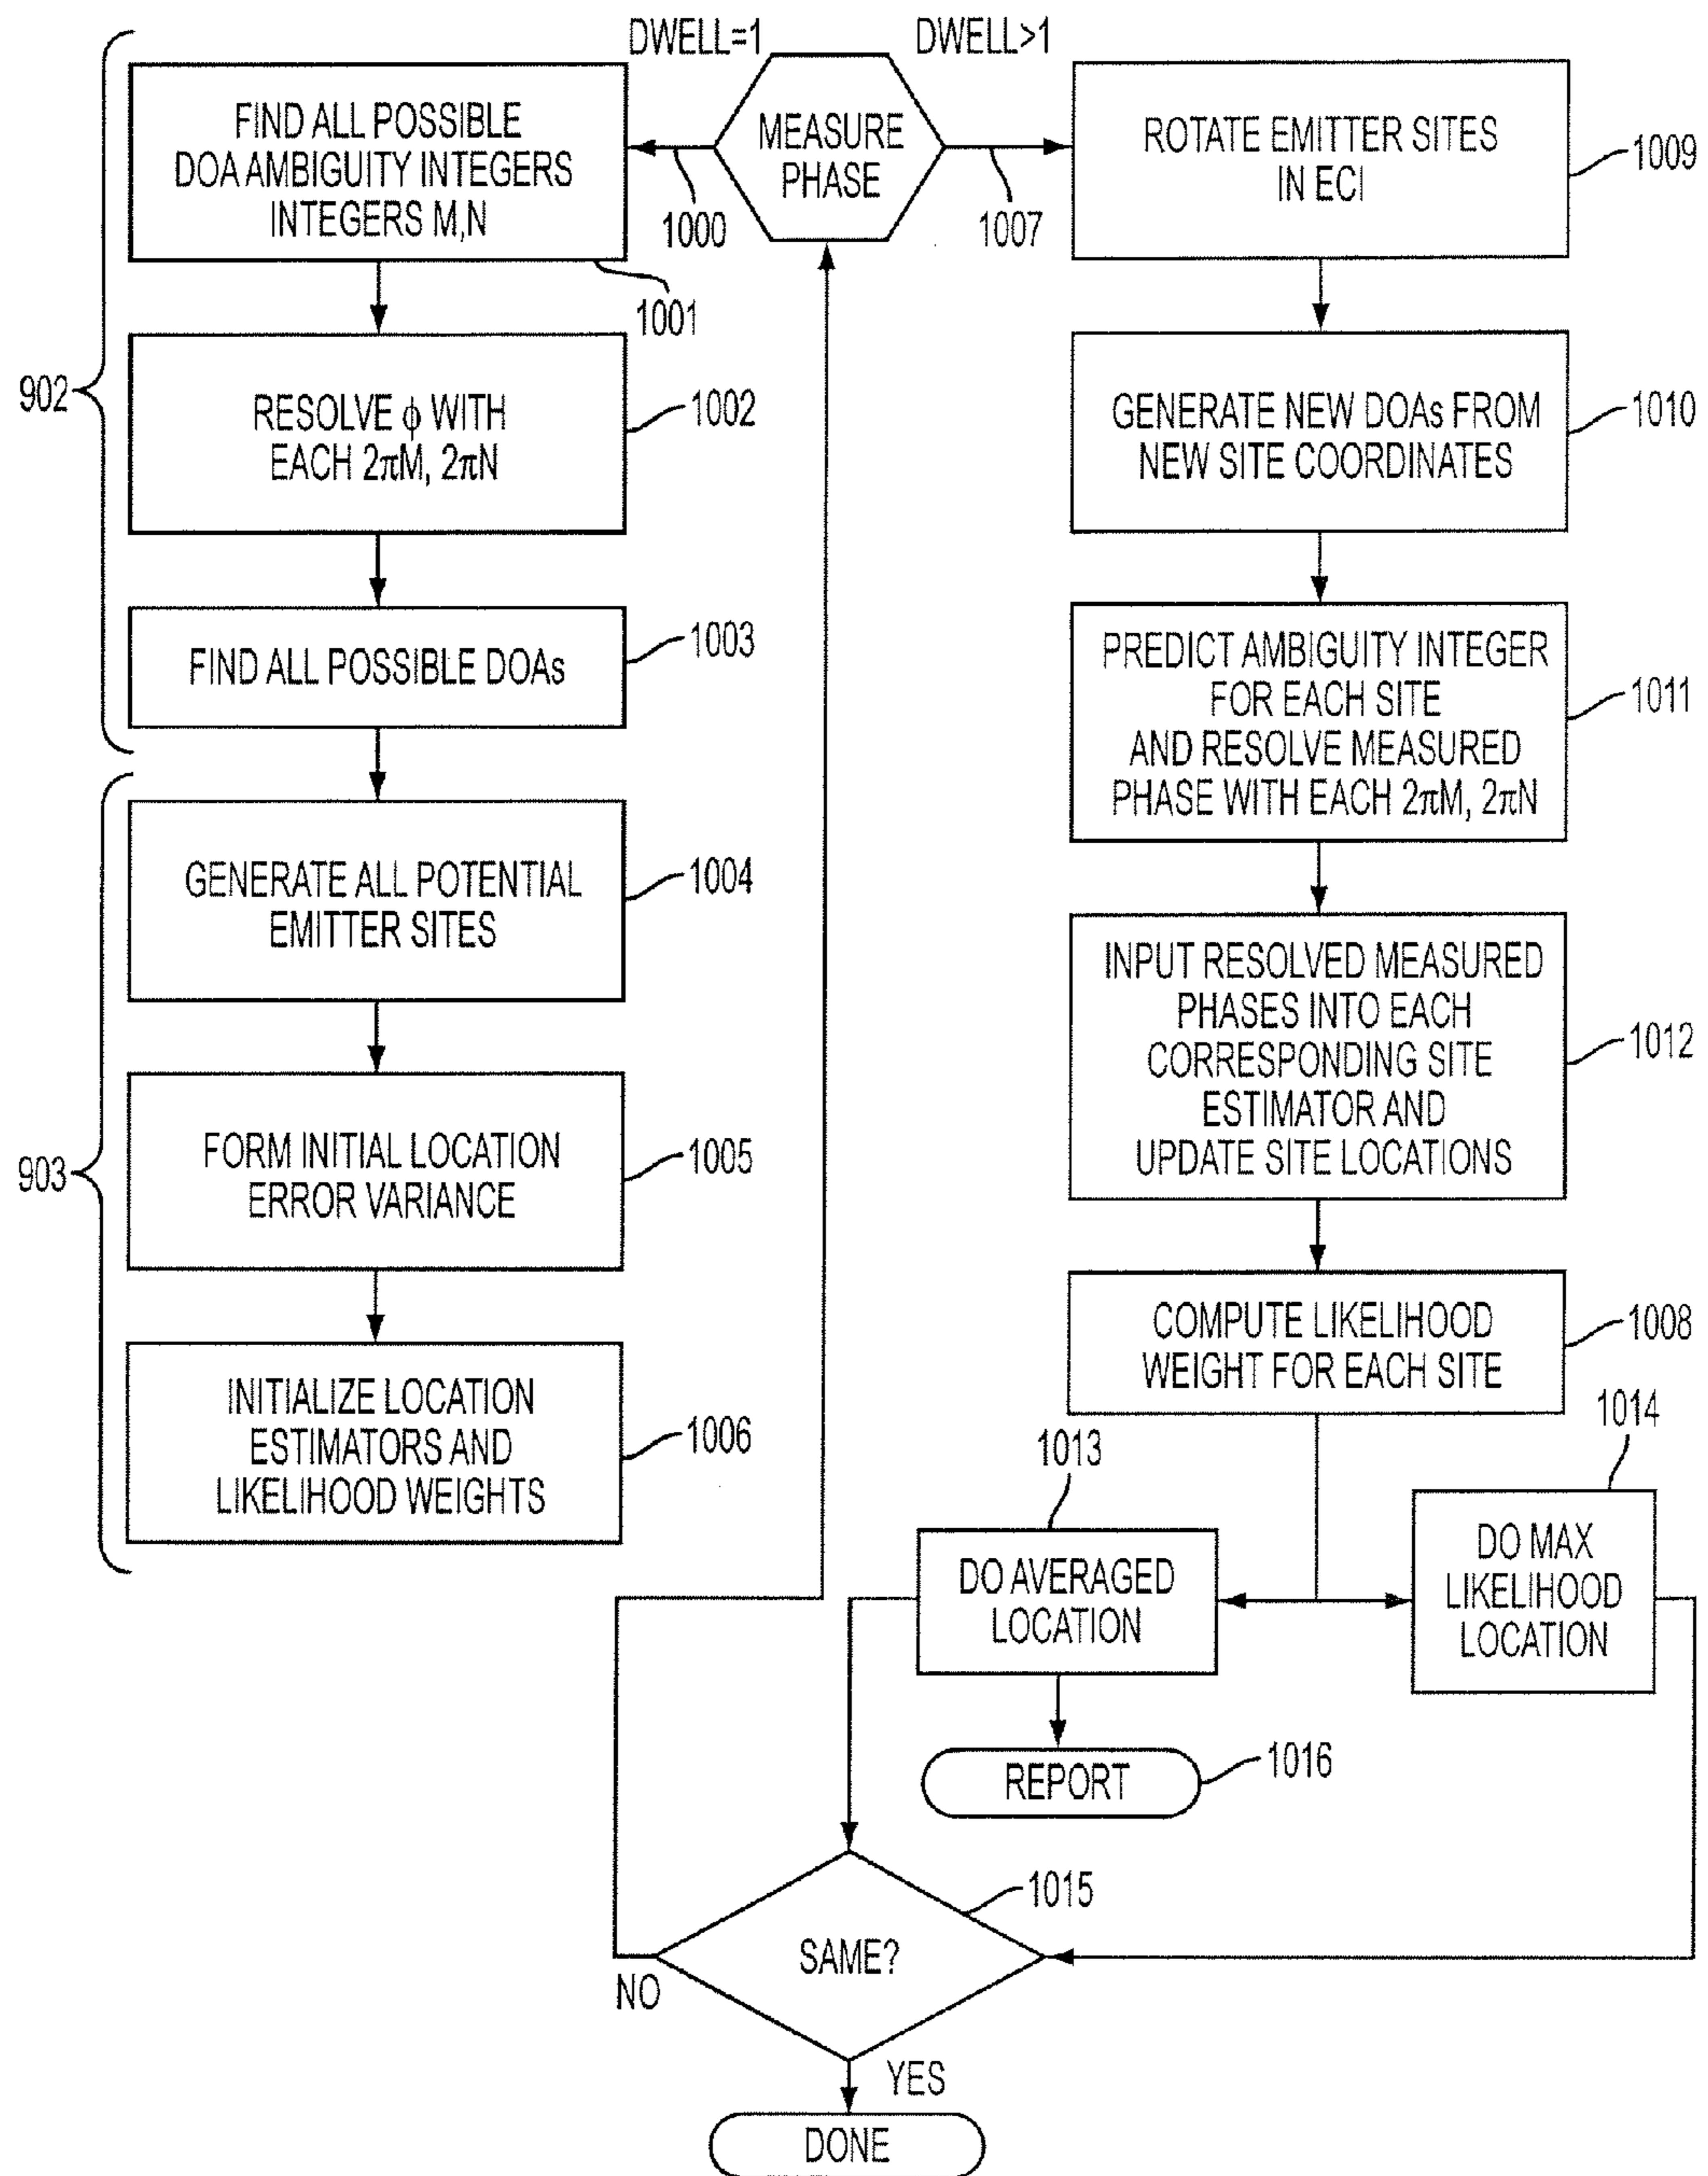 DWELL=1
DWELL>1
MEASURE
PHASE
1000
1007
902
FIND ALL POSSIBLE
DOA AMBIGUITY INTEGERS
INTEGERS M,N
1001
RESOLVE ϕ WITH
EACH 2πM, 2πN
1002
FIND ALL POSSIBLE DOAs
1003
903
GENERATE ALL POTENTIAL
EMITTER SITES
1004
FORM INITIAL LOCATION
ERROR VARIANCE
1005
INITIALIZE LOCATION
ESTIMATORS AND
LIKELIHOOD WEIGHTS
1006
ROTATE EMITTER SITES
IN ECI
1009
GENERATE NEW DOAs FROM
NEW SITE COORDINATES
1010
PREDICT AMBIGUITY INTEGER
FOR EACH SITE
AND RESOLVE MEASURED
PHASE WITH EACH 2πM, 2πN
1011
INPUT RESOLVED MEASURED
PHASES INTO EACH
CORRESPONDING SITE
ESTIMATOR AND
UPDATE SITE LOCATIONS
1012
COMPUTE LIKELIHOOD
WEIGHT FOR EACH SITE
1008
1013
DO AVERAGED
LOCATION
1014
DO MAX
LIKELIHOOD
LOCATION
REPORT
1016
SAME?
1015
NO
YES
DONE